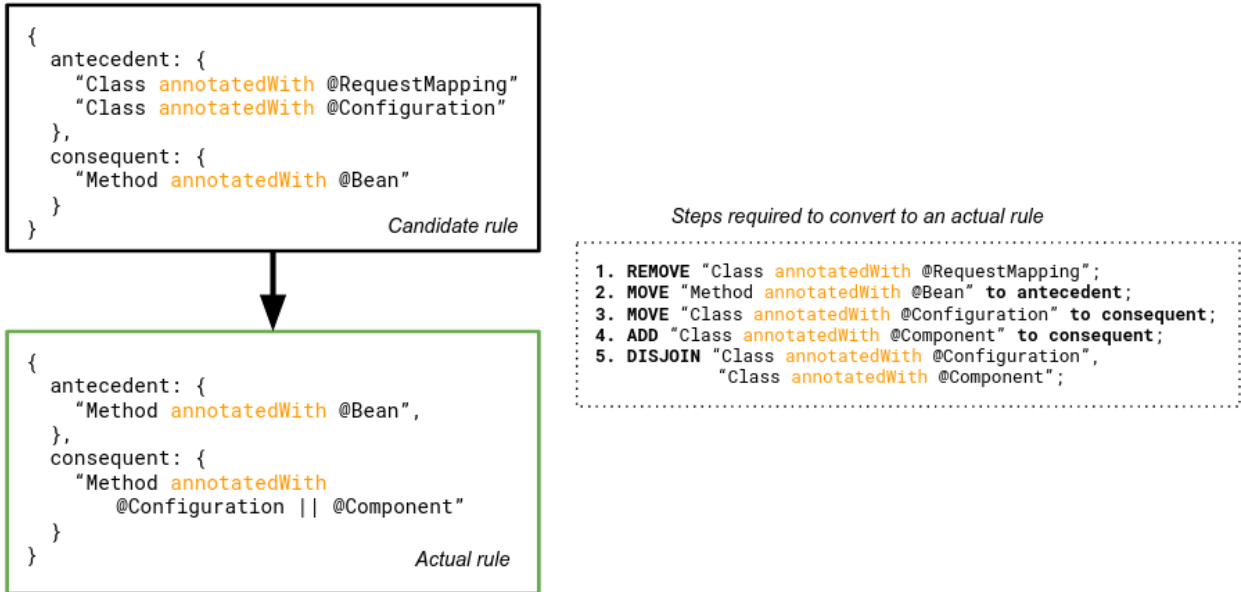 {
antecedent: {
“Class annotatedWith @RequestMapping”
“Class annotatedWith @Configuration”
},
consequent: {
“Method annotatedWith @Bean”
}
}
Candidate rule
{
antecedent: {
“Method annotatedWith @Bean”,
},
consequent: {
“Method annotatedWith
@Configuration || @Component”
}
}
Actual rule
Steps required to convert to an actual rule
1. REMOVE “Class annotatedWith @RequestMapping”;
2. MOVE “Method annotatedWith @Bean” to antecedent;
3. MOVE “Class annotatedWith @Configuration” to consequent;
4. ADD “Class annotatedWith @Component” to consequent;
5. DISJOIN “Class annotatedWith @Configuration”,
“Class annotatedWith @Component”;